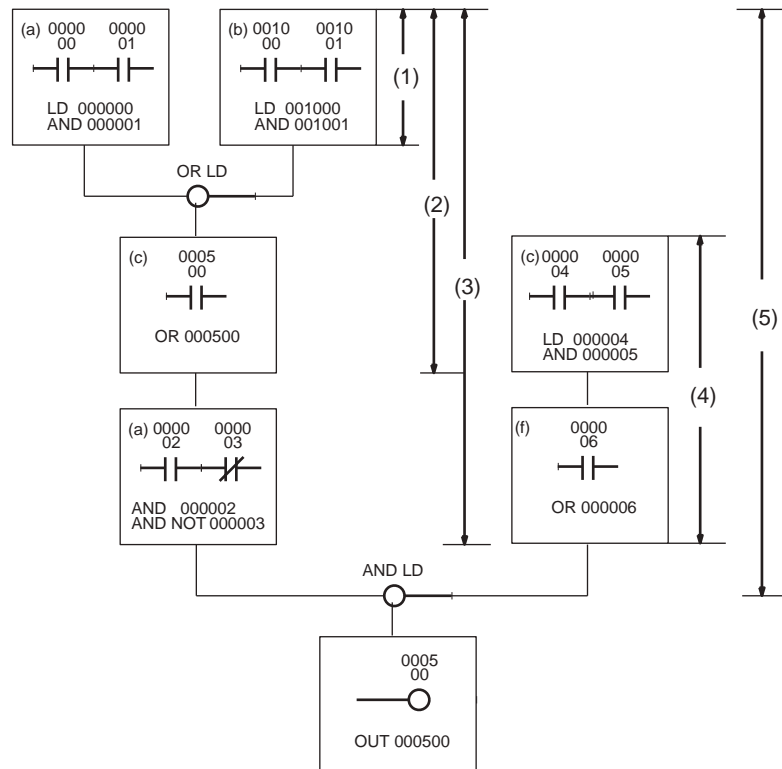 (a) 0000 0000
00 01
LD 000000
AND 000001
(b) 0010 0010
00 01
LD 001000
AND 001001
(1)
OR LD
(2)
(c) 0005
00
OR 000500
(3)
(c) 0000 0000
04 05
LD 000004
AND 000005
(4)
(5)
(a) 0000 0000
02 03
AND 000002
AND NOT 000003
(f) 0000
06
OR 000006
AND LD
0005
00
OUT 000500